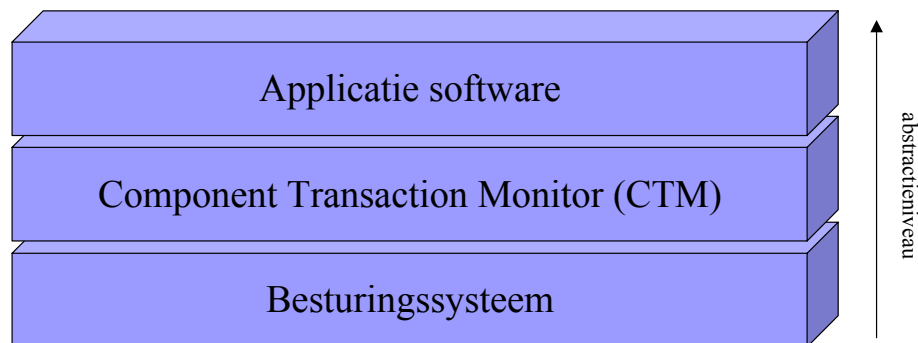 Applicatie software
Component Transaction Monitor (CTM)
Besturingssysteem
abstractieniveau